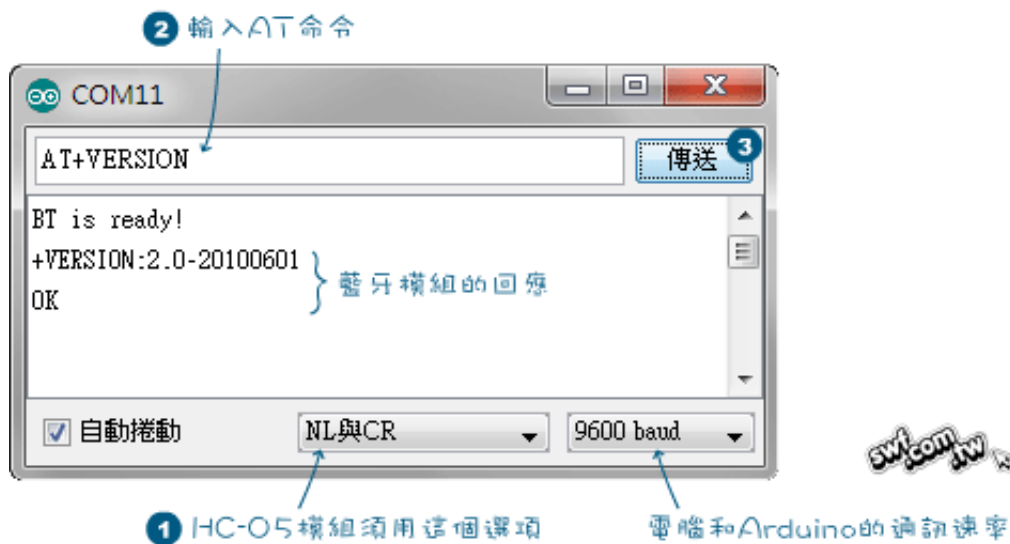 2 輸入AT命令
COM11
AT+VERSION
傳送 3
BT is ready!
+VERSION:2.0-20100601
OK
藍牙模組的回應
自動捲動
NL與CR
9600 baud
swf.com.tw
1 HC-05模組須用這個選項
電腦和Arduino的通訊速率